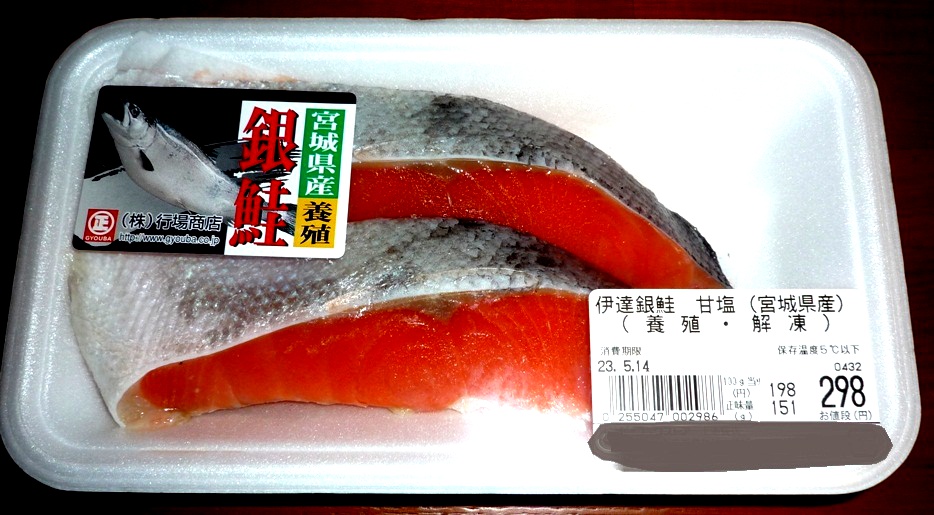 宮城県産
養殖
銀鮭
正
GYOUBA
(株)行場商店
http://www.gyouba.co.jp
伊達銀鮭 甘塩(宮城県産)
(養殖・解凍)
消費期限 保存温度5℃以下
23.5.14 0432
100g当り
(円) 198 298
正味量
(g) 151 お値段(円)
0 255047 002986